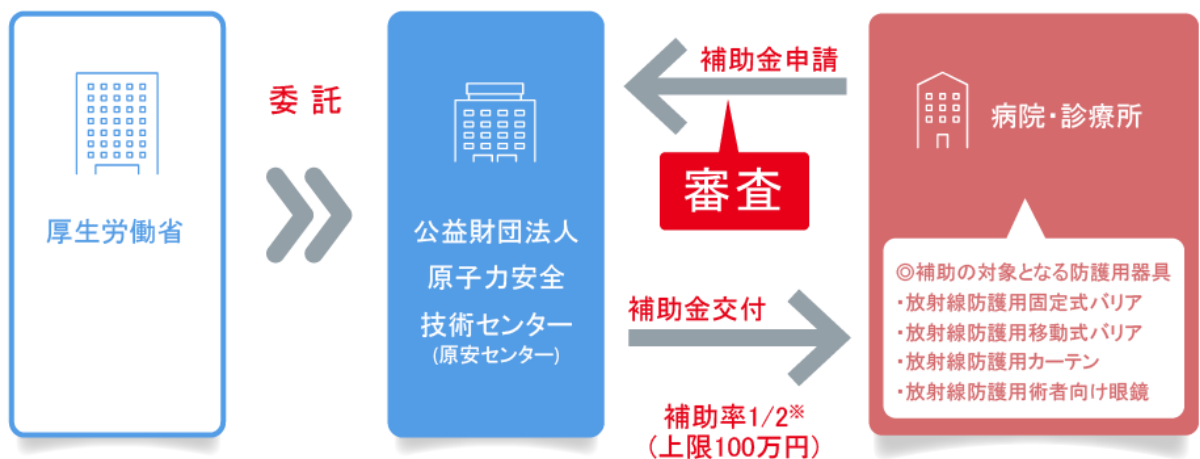 厚生労働省
委託
公益財団法人
原子力安全
技術センター
(原安センター)
補助金申請
審査
補助金交付
補助率1/2※
(上限100万円)
病院・診療所
◎補助の対象となる防護用器具
・放射線防護用固定式バリア
・放射線防護用移動式バリア
・放射線防護用カーテン
・放射線防護用術者向け眼鏡